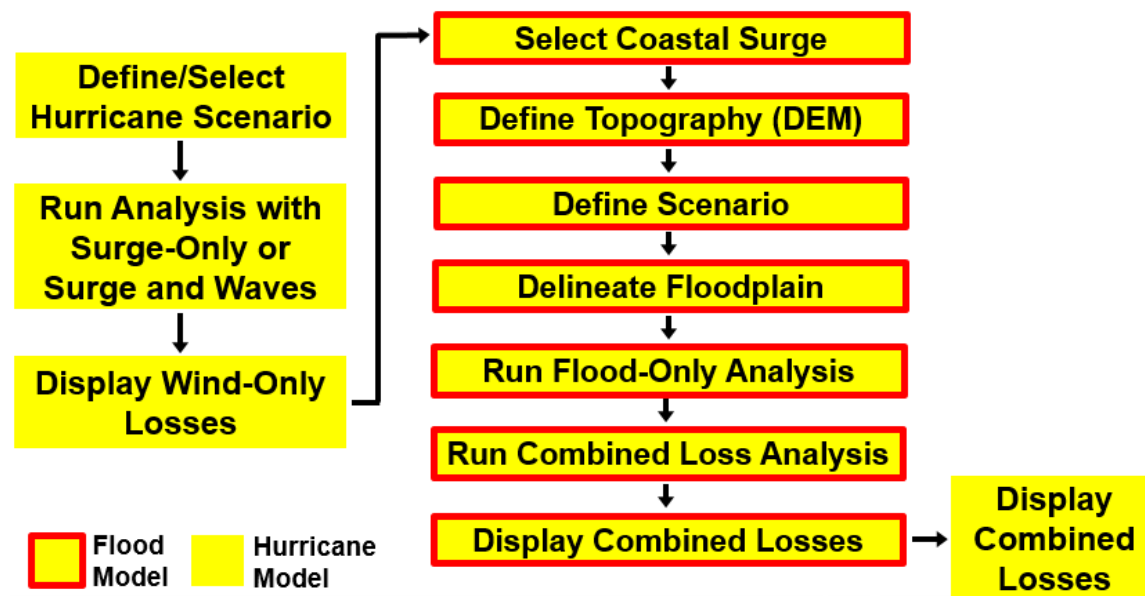 Define/Select
Hurricane Scenario
Run Analysis with
Surge-Only or
Surge and Waves
Display Wind-Only
Losses
Select Coastal Surge
Define Topography (DEM)
Define Scenario
Delineate Floodplain
Run Flood-Only Analysis
Run Combined Loss Analysis
Display Combined Losses
Display
Combined
Losses
Flood
Model
Hurricane
Model